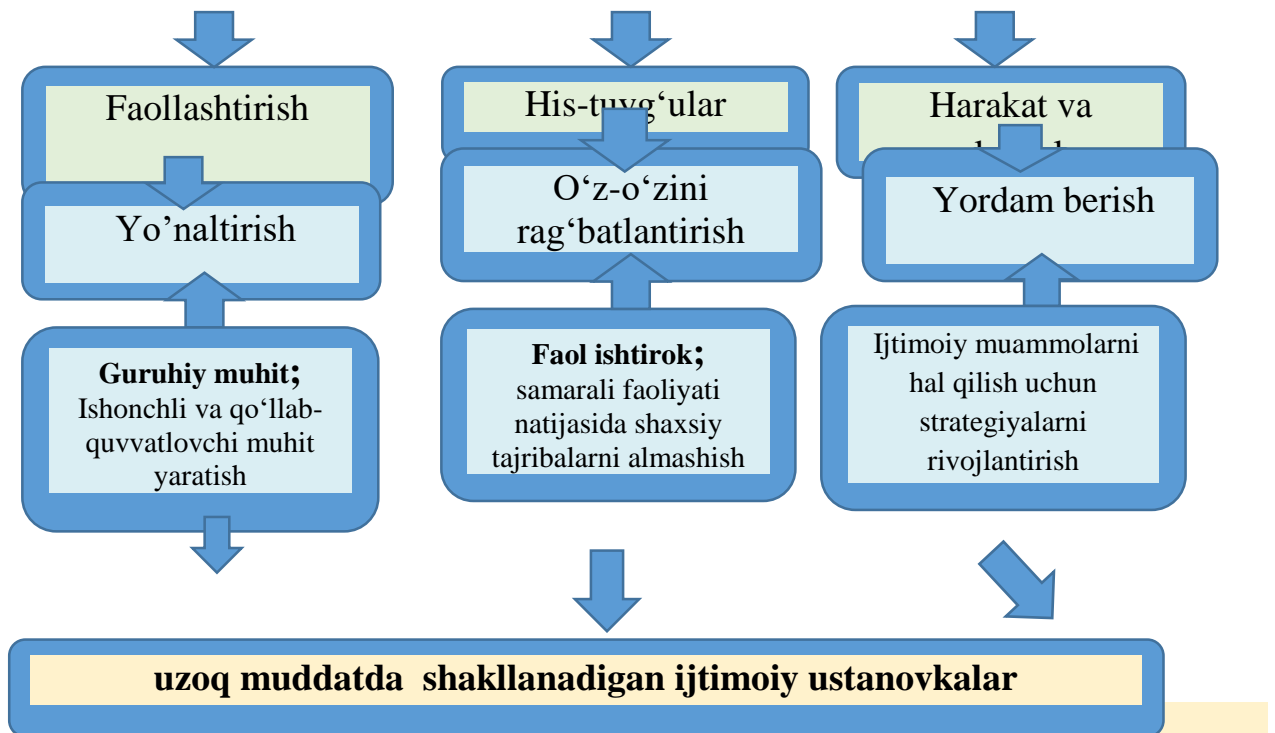 Faollashtirish
His-tuyg‘ular
Harakat va
Yo’naltirish
O‘z-o‘zini
rag‘batlantirish
Yordam berish
Guruhiy muhit;
Ishonchli va qo‘llab-
quvvatlovchi muhit
yaratish
Faol ishtirok;
samarali faoliyati
natijasida shaxsiy
tajribalarni almashish
Ijtimoiy muammolarni
hal qilish uchun
strategiyalarni
rivojlantirish
uzoq muddatda shakllanadigan ijtimoiy ustanovkalar